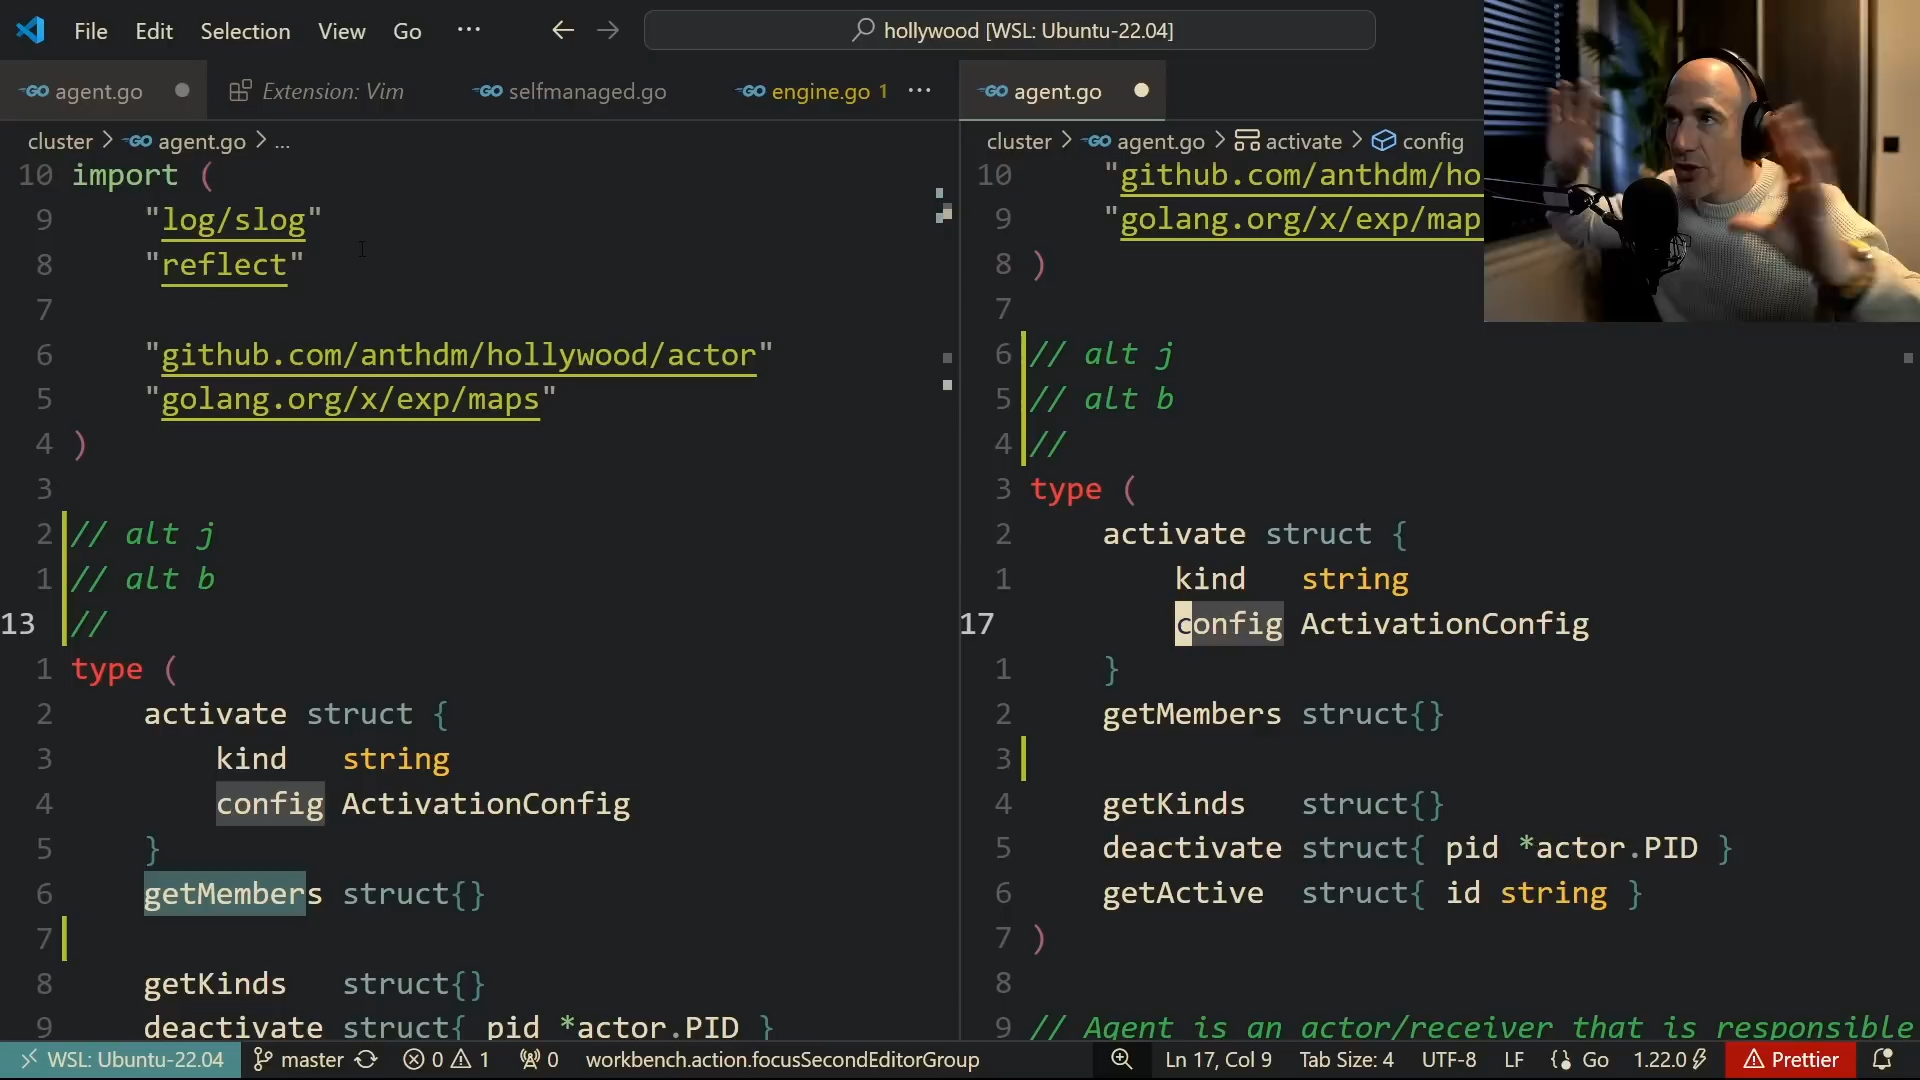 File Edit Selection View Go ...
hollywood [WSL: Ubuntu-22.04]
agent.go
Extension: Vim
selfmanaged.go
engine.go 1 ...
cluster > agent.go > ...
10 import (
9 "log/slog"
8 "reflect"
7
6 "github.com/anthdm/hollywood/actor"
5 "golang.org/x/exp/maps"
4 )
3
2 // alt j
1 // alt b
13 //
1 type (
2 activate struct {
3 kind string
4 config ActivationConfig
5 }
6 getMembers struct{}
7
8 getKinds struct{}
9 deactivate struct{ pid *actor.PID }
agent.go
cluster > agent.go > activate > config
10 "github.com/anthdm/ho
9 "golang.org/x/exp/map
8 )
7
6 // alt j
5 // alt b
4 //
3 type (
2 activate struct {
1 kind string
17 config ActivationConfig
1 }
2 getMembers struct{}
3
4 getKinds struct{}
5 deactivate struct{ pid *actor.PID }
6 getActive struct{ id string }
7 )
8
9 // Agent is an actor/receiver that is responsible
WSL: Ubuntu-22.04 master 0 1 0 workbench.action.focusSecondEditorGroup Ln 17, Col 9 Tab Size: 4 UTF-8 LF Go 1.22.0 Prettier